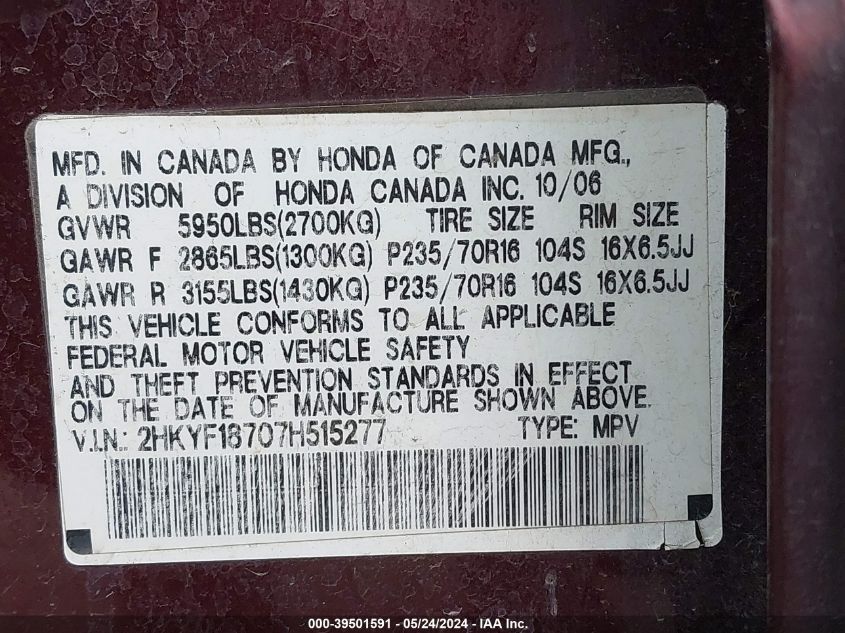 MFD. IN CANADA BY HONDA OF CANADA MFG.,
A DIVISION OF HONDA CANADA INC. 10/06
GVWR 5950LBS(2700KG) TIRE SIZE RIM SIZE
GAWR F 2865LBS(1300KG) P235/70R16 104S 16X6.5JJ
GAWR R 3155LBS(1430KG) P235/70R16 104S 16X6.5JJ
THIS VEHICLE CONFORMS TO ALL APPLICABLE
FEDERAL MOTOR VEHICLE SAFETY
AND THEFT PREVENTION STANDARDS IN EFFECT
ON THE DATE OF MANUFACTURE SHOWN ABOVE.
V.I.N.: 2HKYF18707H515277 TYPE: MPV
000-39501591 - 05/24/2024 - IAA Inc.